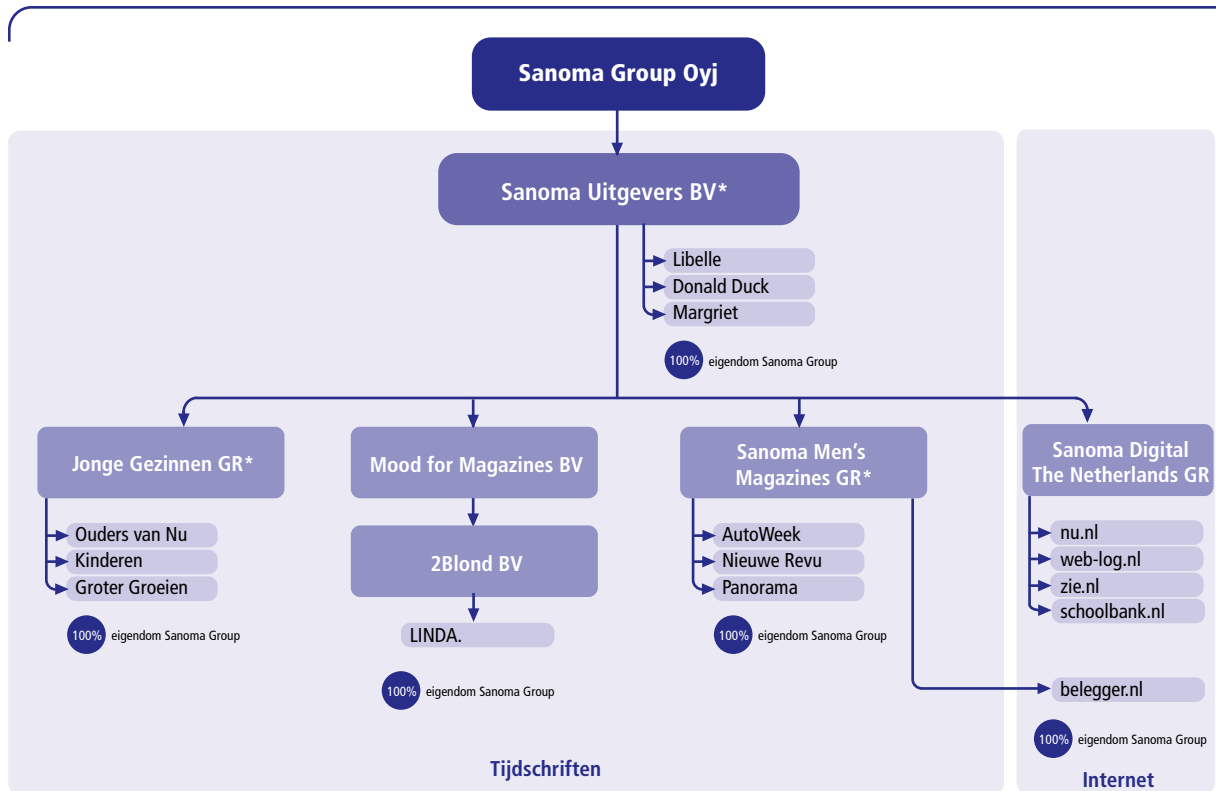 Sanoma Group Oyj
Sanoma Uitgevers BV*
Libelle
Donald Duck
Margriet
100% eigendom Sanoma Group
Jonge Gezinnen GR*
Ouders van Nu
Kinderen
Groter Groeien
100% eigendom Sanoma Group
Mood for Magazines BV
2Blond BV
LINDA.
100% eigendom Sanoma Group
Sanoma Men's
Magazines GR*
AutoWeek
Nieuwe Revu
Panorama
100% eigendom Sanoma Group
Sanoma Digital
The Netherlands GR
nu.nl
web-log.nl
zie.nl
schoolbank.nl
belegger.nl
100% eigendom Sanoma Group
Tijdschriften
Internet